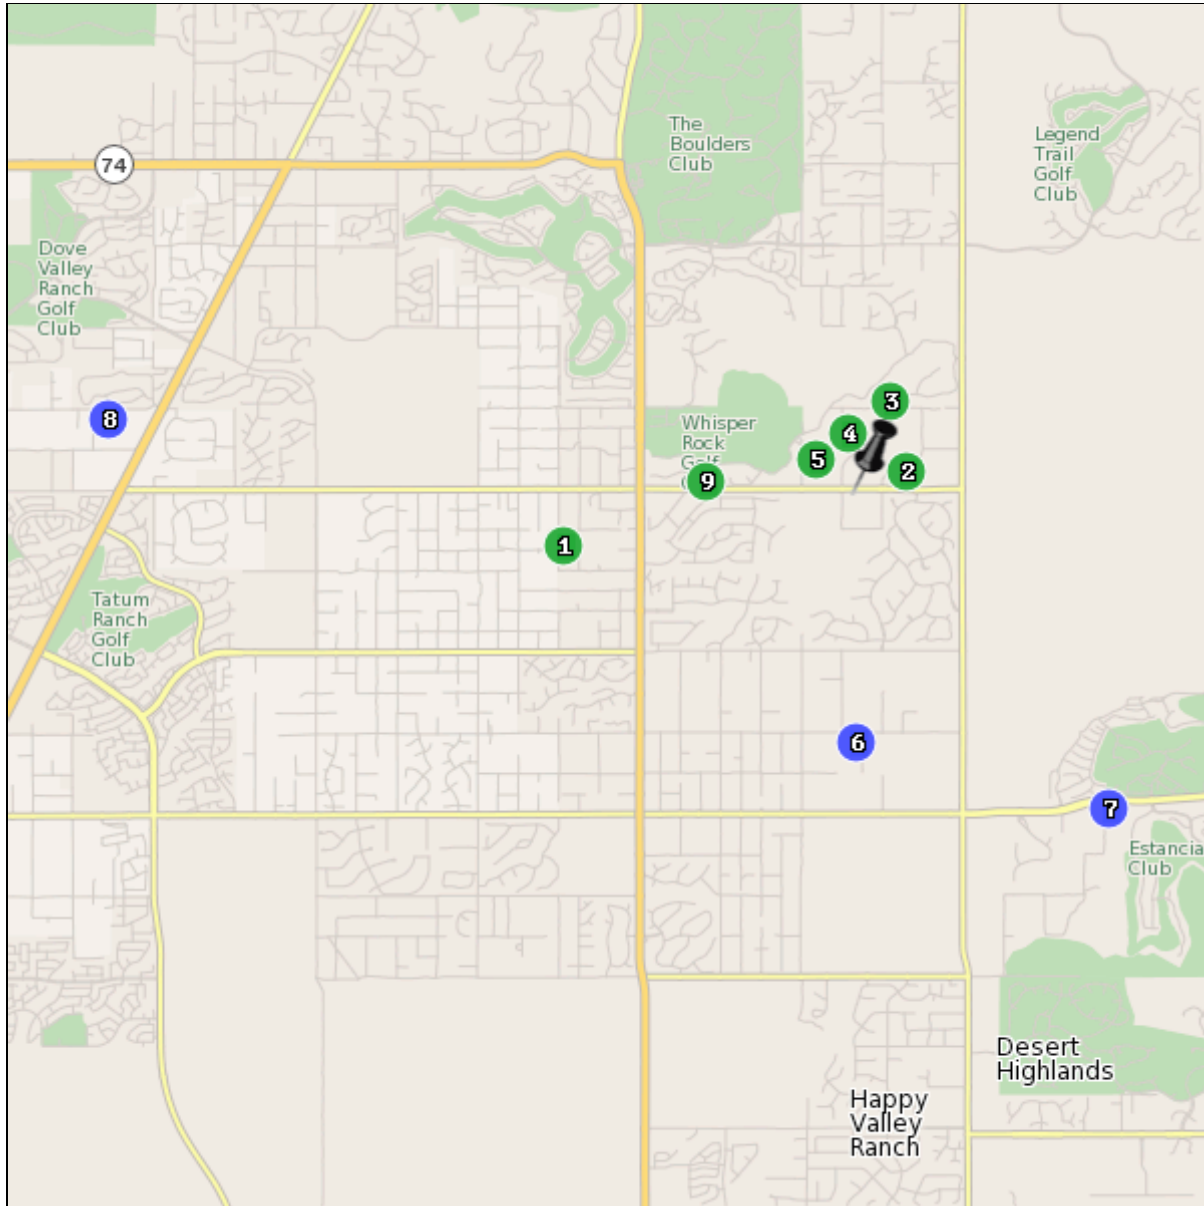 The
Boulders
Club
Legend
Trail
Golf
Club
74
Dove
Valley
Ranch
Golf
Club
3
8
Whisper
Rock
Golf
4
5
2
9
1
Tatum
Ranch
Golf
Club
6
7
Estancia
Club
Desert
Highlands
Happy
Valley
Ranch